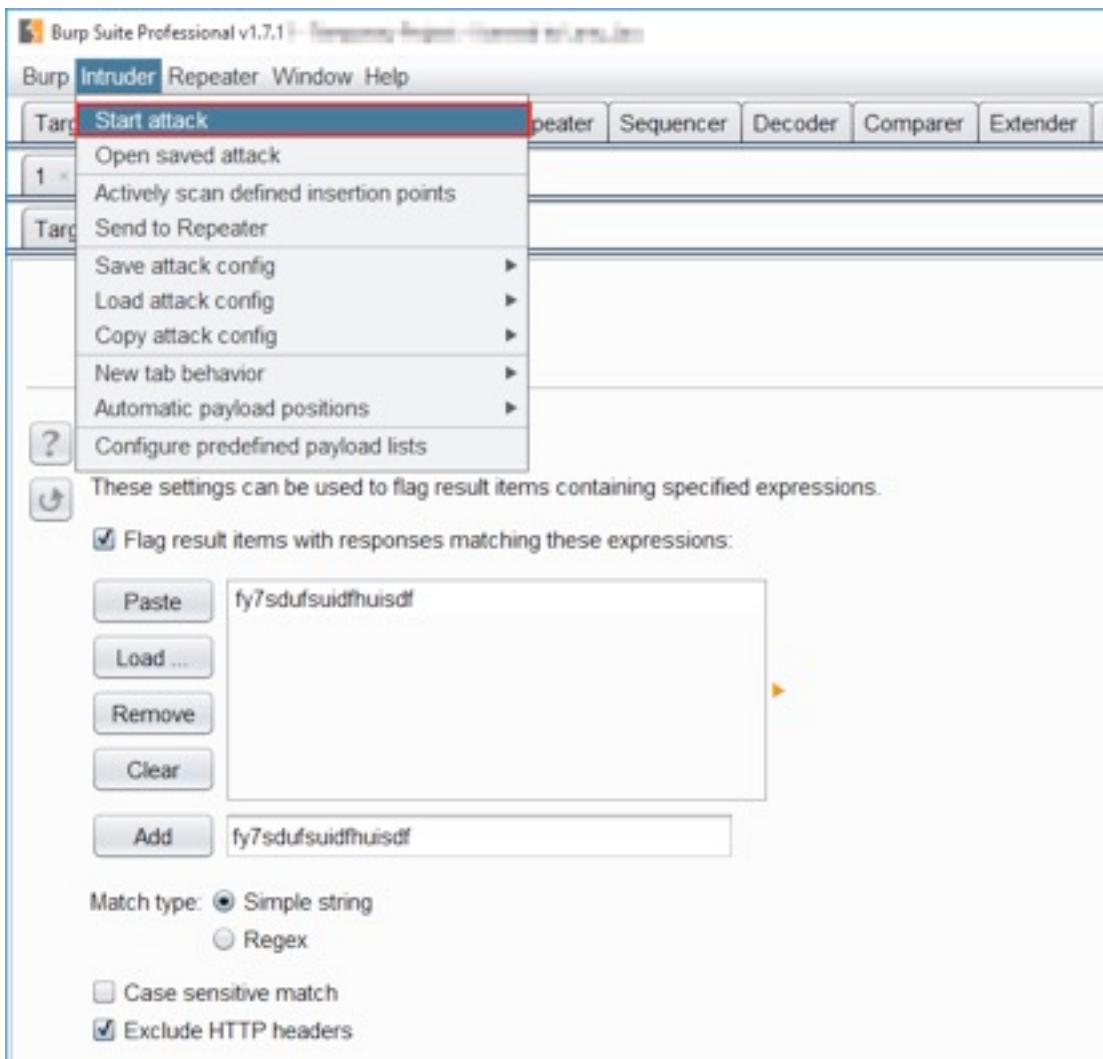 Burp Suite Professional v1.7.1
Burp Intruder Repeater Window Help
Targ peater Sequencer Decoder Comparer Extender
Start attack
Open saved attack
1 ×
Actively scan defined insertion points
Targ
Send to Repeater
Save attack config
Load attack config
Copy attack config
New tab behavior
Automatic payload positions
Configure predefined payload lists
?
These settings can be used to flag result items containing specified expressions.
Flag result items with responses matching these expressions:
Paste
fy7sdufsuidfhuisdf
Load ...
Remove
Clear
Add
fy7sdufsuidfhuisdf
Match type: Simple string
Regex
Case sensitive match
Exclude HTTP headers